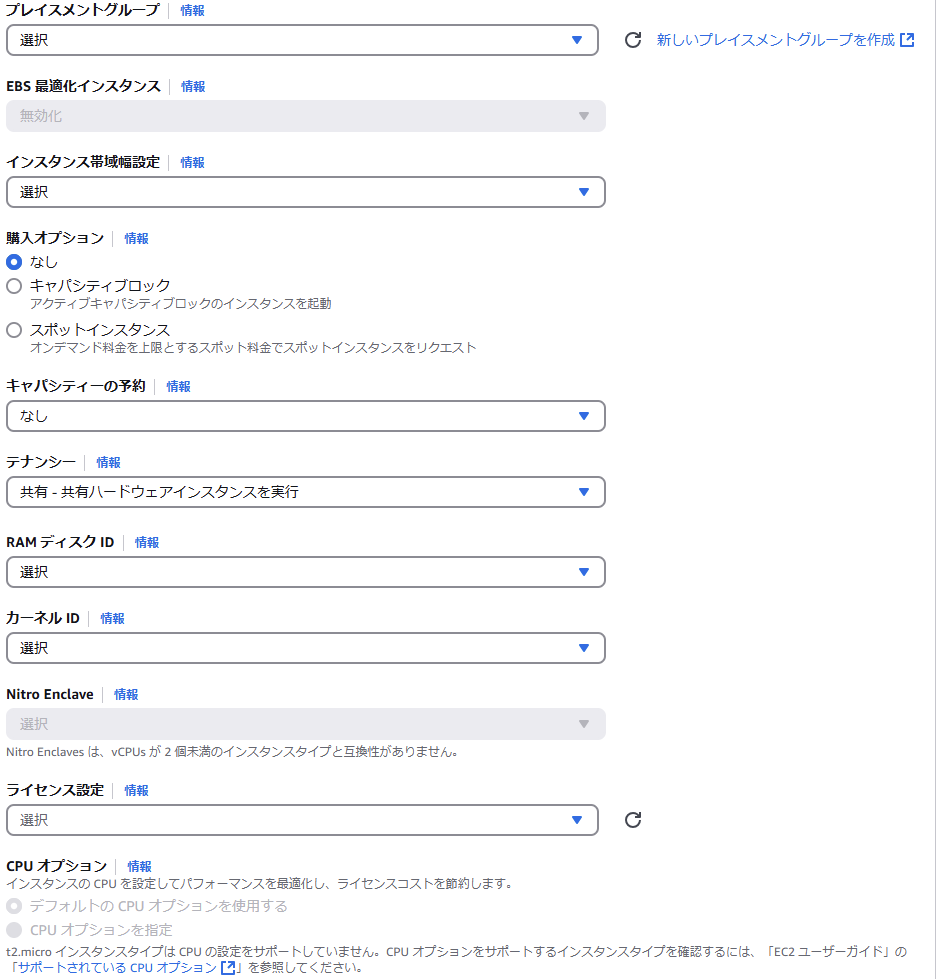 プレイスメントグループ 情報
選択
新しいプレイスメントグループを作成
EBS 最適化インスタンス 情報
無効化
インスタンス帯域幅設定 情報
選択
購入オプション 情報
なし
キャパシティブロック
アクティブキャパシティブロックのインスタンスを起動
スポットインスタンス
オンデマンド料金を上限とするスポット料金でスポットインスタンスをリクエスト
キャパシティーの予約 情報
なし
テナンシー 情報
共有 - 共有ハードウェアインスタンスを実行
RAM ディスク ID 情報
選択
カーネル ID 情報
選択
Nitro Enclave 情報
選択
Nitro Enclaves は、vCPUs が 2 個未満のインスタンスタイプと互換性がありません。
ライセンス設定 情報
選択
CPU オプション 情報
インスタンスの CPU を設定してパフォーマンスを最適化し、ライセンスコストを節約します。
デフォルトの CPU オプションを使用する
CPU オプションを指定
t2.micro インスタンスタイプは CPU の設定をサポートしていません。CPU オプションをサポートするインスタンスタイプを確認するには、「EC2 ユーザーガイド」の
「サポートされている CPU オプション 」を参照してください。